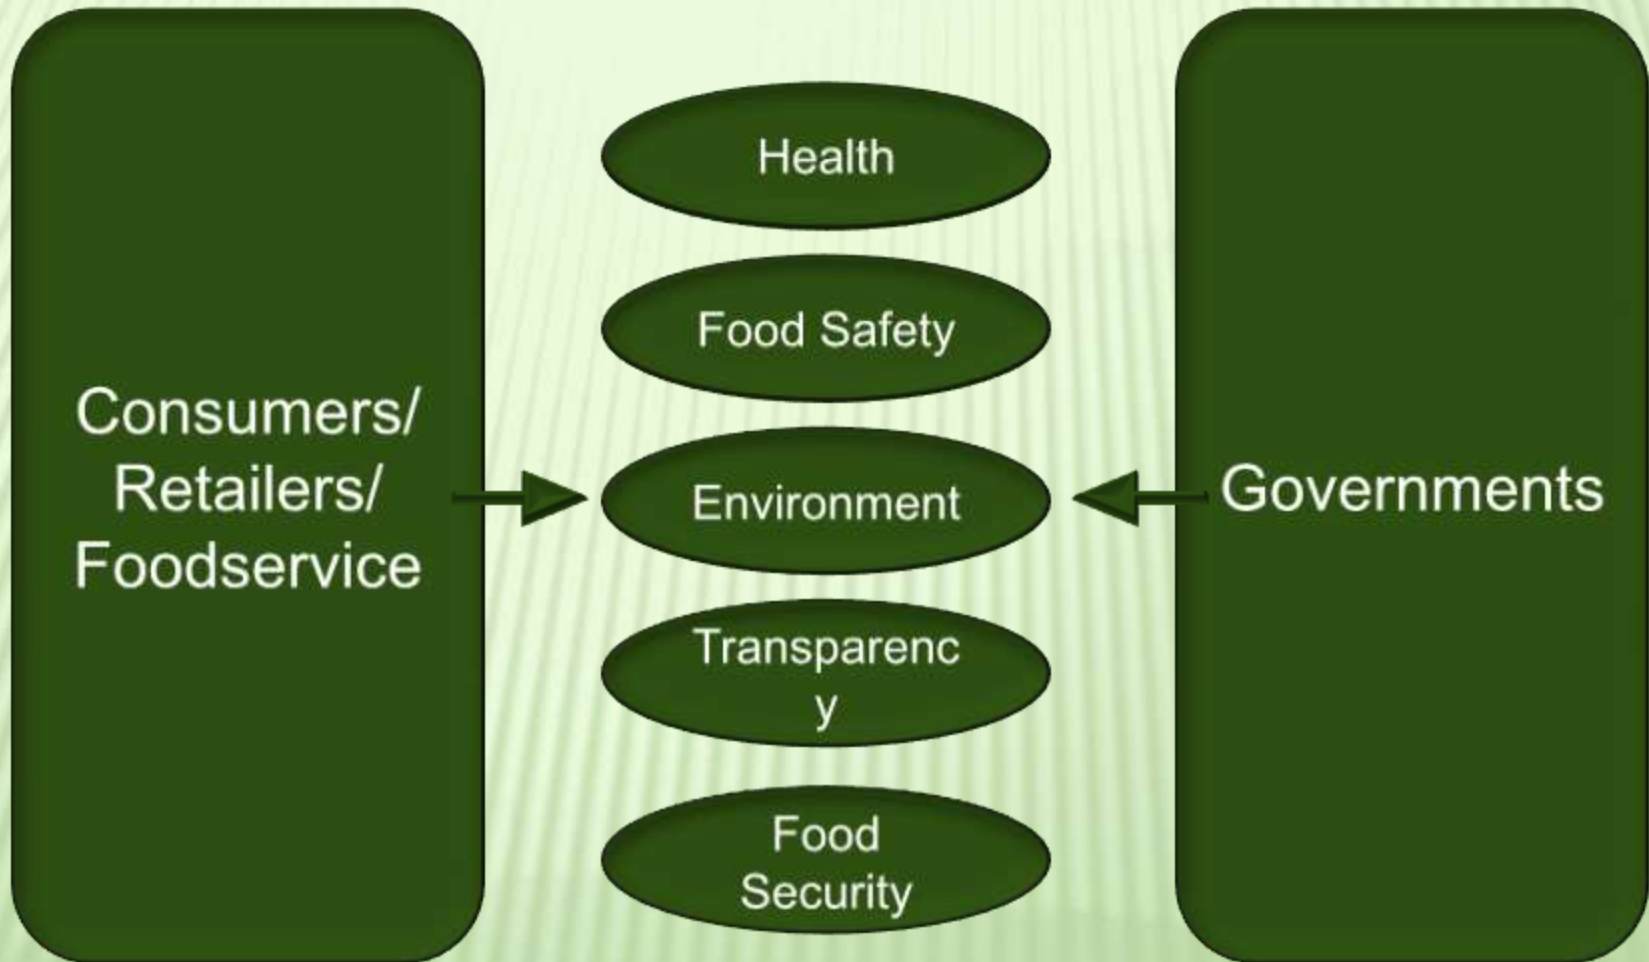 Consumers/
Retailers/
Foodservice
Health
Food Safety
Environment
Transparenc
y
Food
Security
Governments